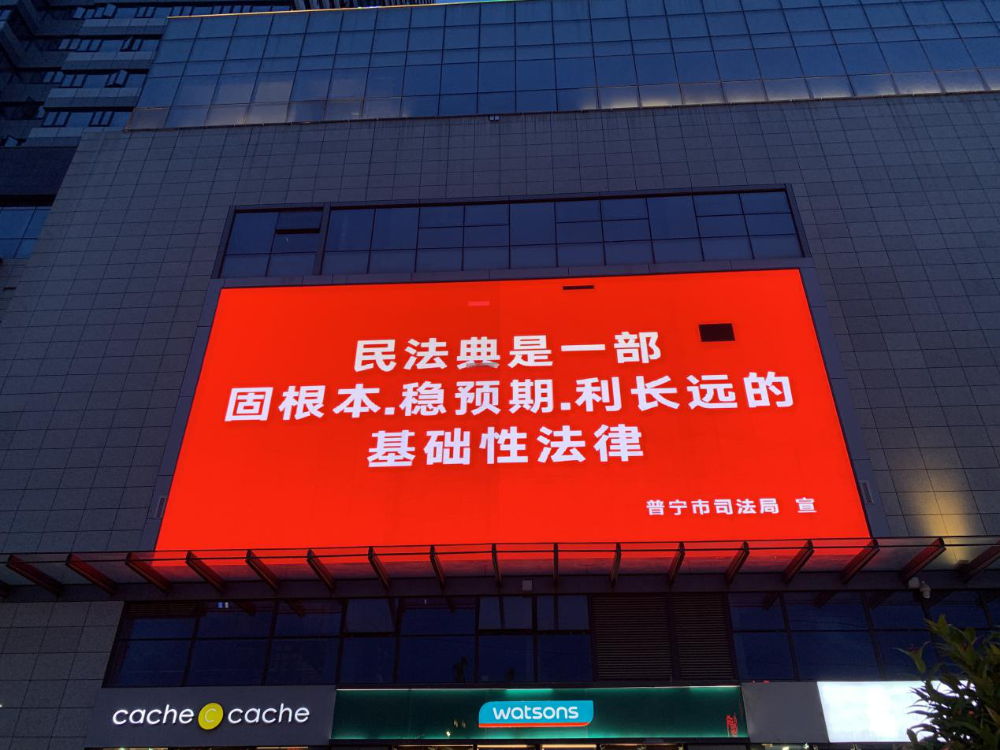 民法典是一部
固根本.稳预期.利长远的
基础性法律
普宁市司法局 宣
cache c cache
watsons